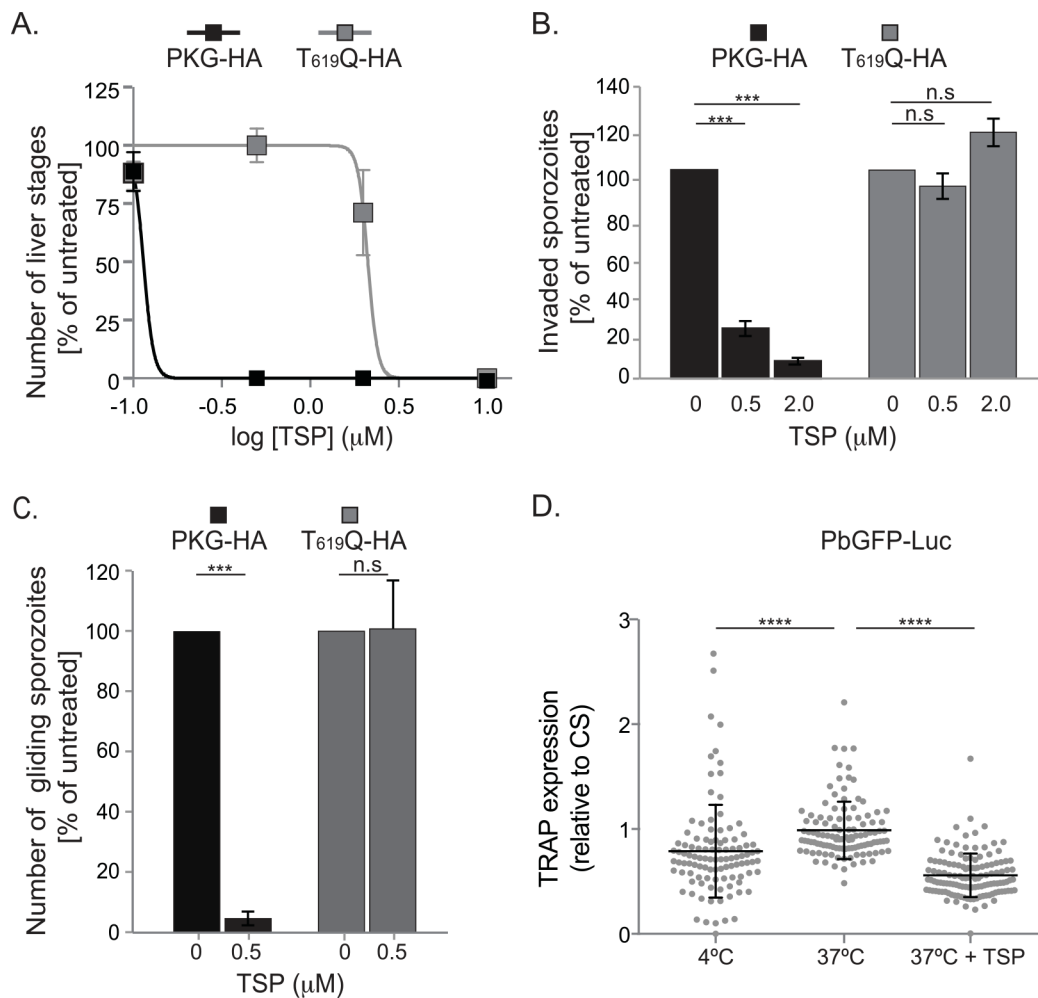 A.
PKG-HA T619Q-HA
Number of liver stages
[% of untreated]
125
100
75
50
25
0
-1.0 -0.5 0.0 0.5 1.0
log [TSP] (μM)
B.
PKG-HA T619Q-HA
Invaded sporozoites
[% of untreated]
140
120
100
80
60
40
20
0
***
***
n.s
n.s
0 0.5 2.0 0 0.5 2.0
TSP (μM)
C.
PKG-HA T619Q-HA
Number of gliding sporozoites
[% of untreated]
120
100
80
60
40
20
0
*** n.s
0 0.5 0 0.5
TSP (μM)
D.
PbGFP-Luc
TRAP expression
(relative to CS)
3
2
1
0
**** ****
4ºC 37ºC 37ºC + TSP